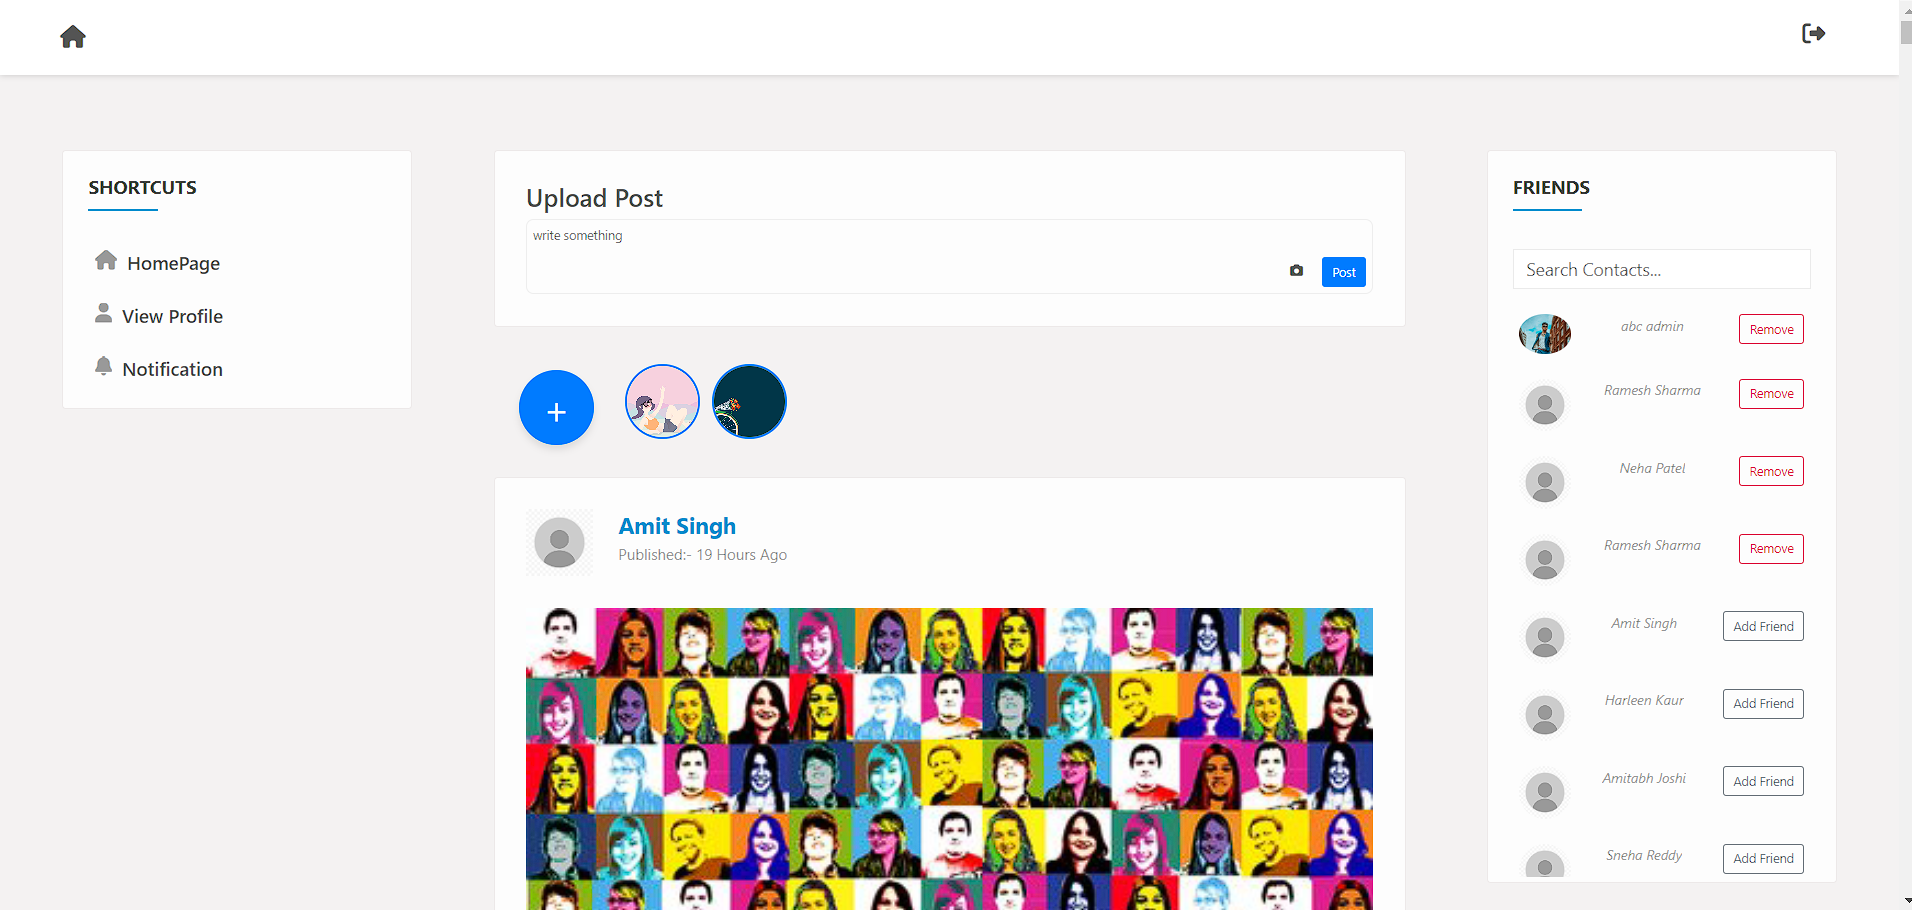 SHORTCUTS
HomePage
View Profile
Notification
Upload Post
write something
Post
+
Amit Singh
Published:- 19 Hours Ago
FRIENDS
Search Contacts...
abc admin
Remove
Ramesh Sharma
Remove
Neha Patel
Remove
Ramesh Sharma
Remove
Amit Singh
Add Friend
Harleen Kaur
Add Friend
Amitabh Joshi
Add Friend
Sneha Reddy
Add Friend